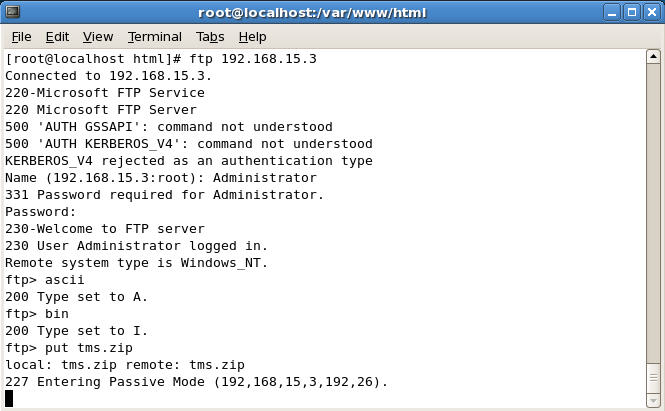 root@localhost:/var/www/html
File Edit View Terminal Tabs Help
[root@localhost html]# ftp 192.168.15.3
Connected to 192.168.15.3.
220-Microsoft FTP Service
220 Microsoft FTP Server
500 'AUTH GSSAPI': command not understood
500 'AUTH KERBEROS_V4': command not understood
KERBEROS_V4 rejected as an authentication type
Name (192.168.15.3:root): Administrator
331 Password required for Administrator.
Password:
230-Welcome to FTP server
230 User Administrator logged in.
Remote system type is Windows_NT.
ftp> ascii
200 Type set to A.
ftp> bin
200 Type set to I.
ftp> put tms.zip
local: tms.zip remote: tms.zip
227 Entering Passive Mode (192,168,15,3,192,26).